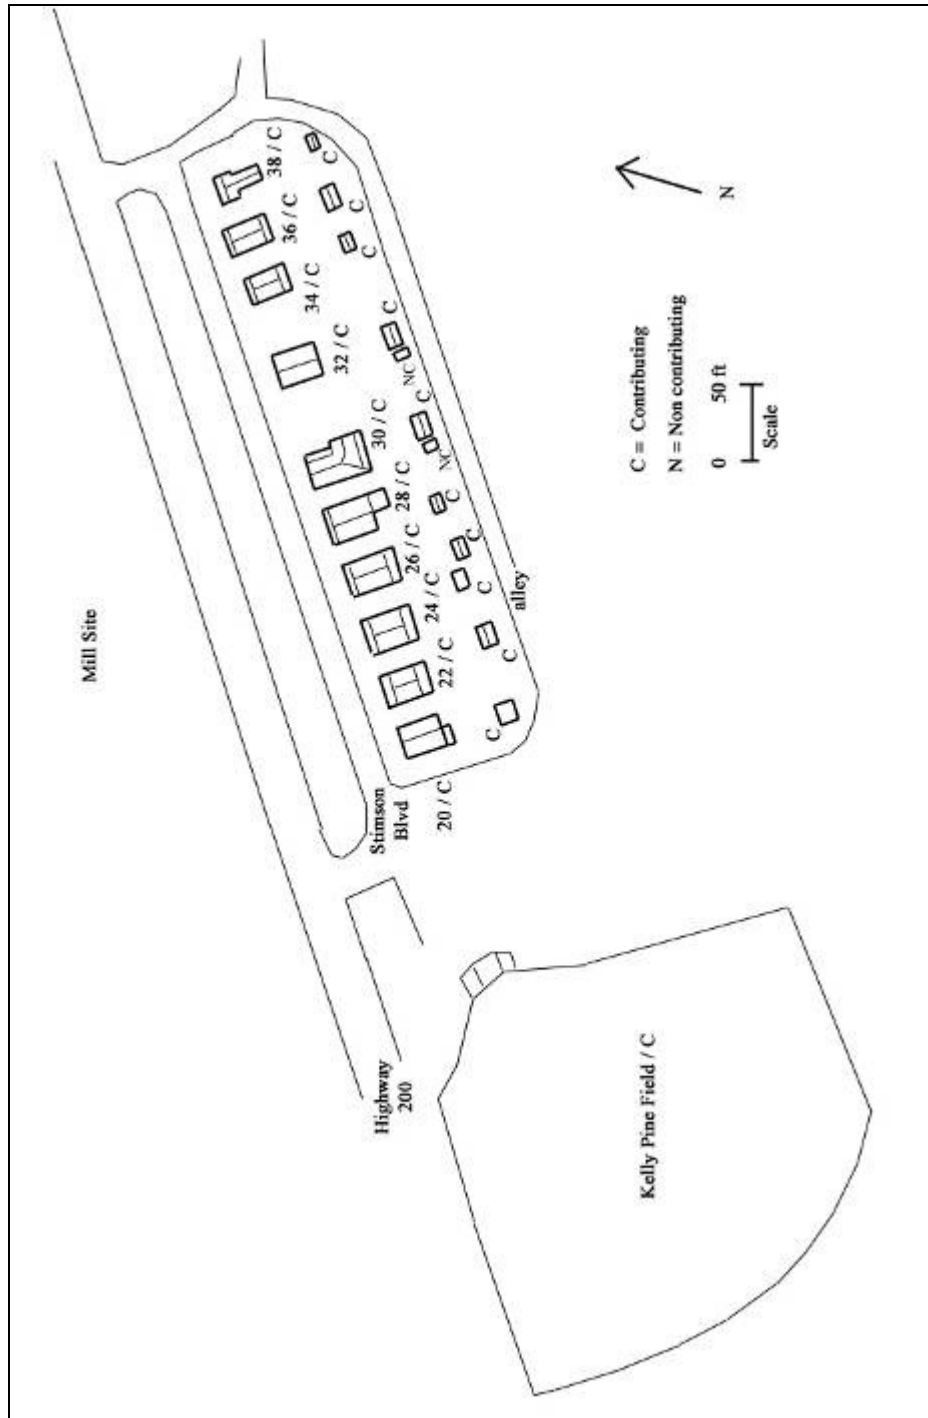 Mill Site
Highway
200
Stimson
Blvd
20 / C
22 / C
24 / C
26 / C
28 / C
30 / C
32 / C
34 / C
36 / C
38 / C
C
C
C
C
NC
C
NC
C
C
C
C
C
alley
Kelly Pine Field / C
C = Contributing
N = Non contributing
0 50 ft
Scale
N